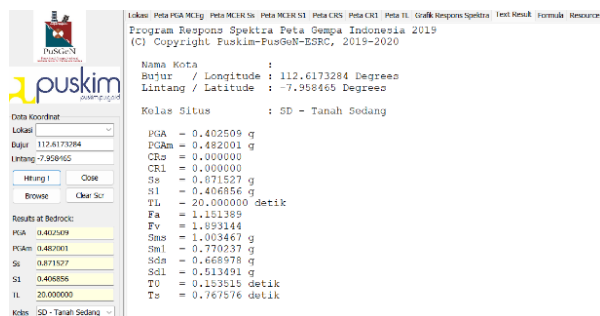 PuSGeN
puskim
puskim.pu.go.id
Data Koordinat
Lokasi
Bujur 112.6173284
Lintang -7.958465
Hitung ! Close
Browse Clear Scr
Results at Bedrock:
PGA 0.402509
PGAm 0.482001
Ss 0.871527
S1 0.406856
TL 20.000000
Kelas SD - Tanah Sedang
Lokasi Peta PGA MCEg Peta MCER Ss Peta MCER S1 Peta CRS Peta CR1 Peta TL Grafik Respons Spektra Text Result Formula Resource
Program Respons Spektra Peta Gempa Indonesia 2019
(C) Copyright Puskim-PusGeN-ESRC, 2019-2020
Nama Kota :
Bujur / Longitude : 112.6173284 Degrees
Lintang / Latitude : -7.958465 Degrees
Kelas Situs : SD - Tanah Sedang
PGA = 0.402509 g
PGAm = 0.482001 g
CRs = 0.000000
CR1 = 0.000000
Ss = 0.871527 g
S1 = 0.406856 g
TL = 20.000000 detik
Fa = 1.151389
Fv = 1.893144
Sms = 1.003467 g
Sm1 = 0.770237 g
Sds = 0.668978 g
Sd1 = 0.513491 g
T0 = 0.153515 detik
Ts = 0.767576 detik